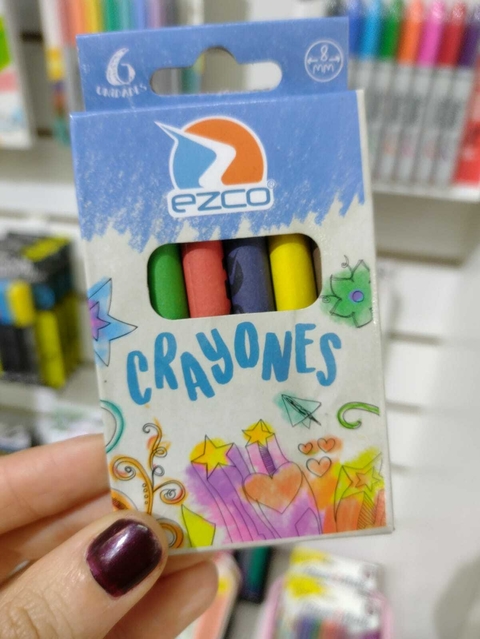 6
UNIDADES
8
MM
ezco®
CRAYONES